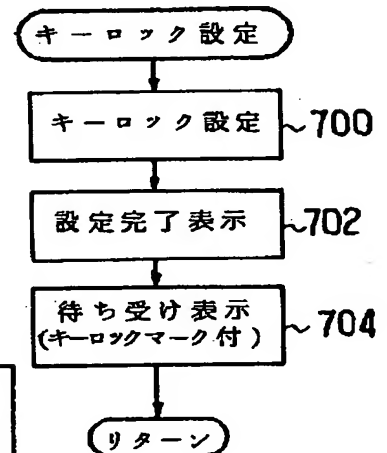 キーロック設定
キーロック設定 ~700
設定完了表示 ~702
待ち受け表示
(キーロックマーク付) ~704
リターン